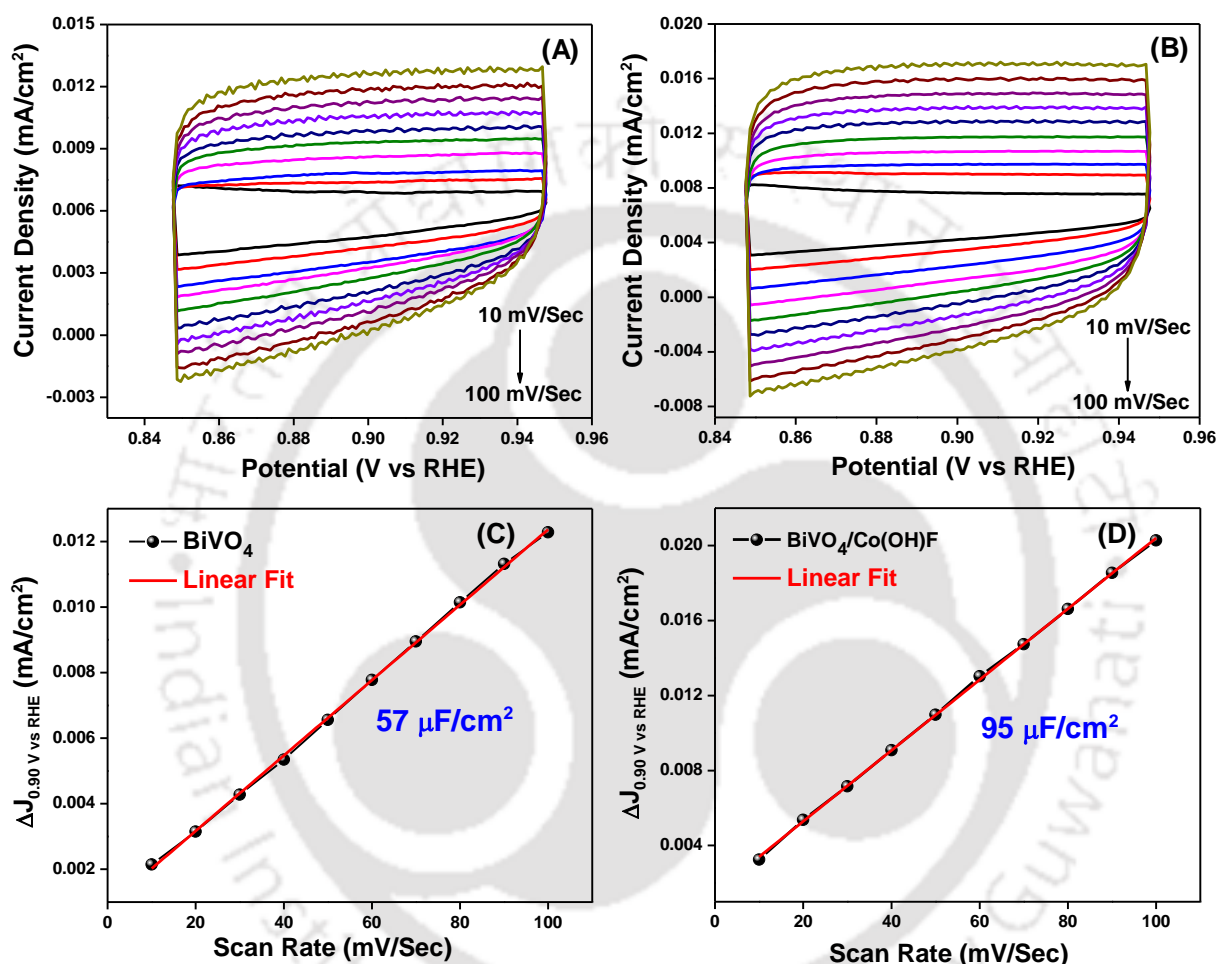 (A)
Current Density (mA/cm²)
0.015
0.012
0.009
0.006
0.003
0.000
-0.003
10 mV/Sec
100 mV/Sec
0.84 0.86 0.88 0.90 0.92 0.94 0.96
Potential (V vs RHE)
(B)
Current Density (mA/cm²)
0.020
0.016
0.012
0.008
0.004
0.000
-0.004
-0.008
10 mV/Sec
100 mV/Sec
0.84 0.86 0.88 0.90 0.92 0.94 0.96
Potential (V vs RHE)
(C)
BiVO₄
Linear Fit
57 μF/cm²
ΔJ0.90 V vs RHE (mA/cm²)
0.012
0.010
0.008
0.006
0.004
0.002
0 20 40 60 80 100
Scan Rate (mV/Sec)
(D)
BiVO₄/Co(OH)F
Linear Fit
95 μF/cm²
ΔJ0.90 V vs RHE (mA/cm²)
0.020
0.016
0.012
0.008
0.004
0 20 40 60 80 100
Scan Rate (mV/Sec)
Indian
Guwahati